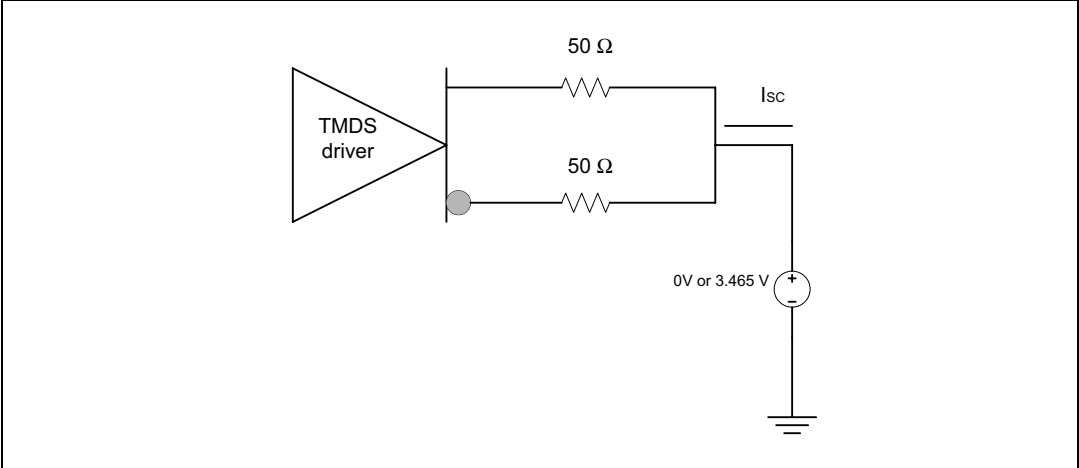 50 Ω
Isc
TMDS
driver
50 Ω
0V or 3.465 V
+
–